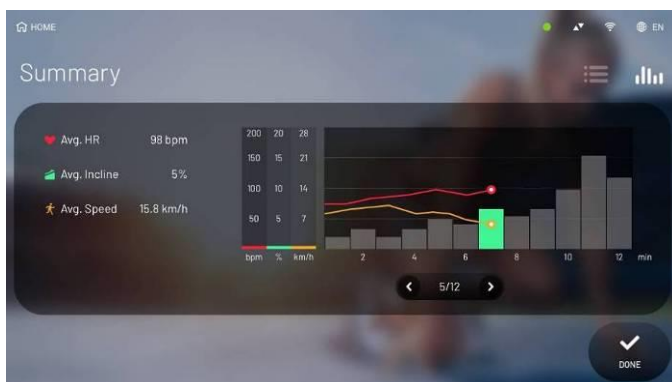 HOME
EN
Summary
Avg. HR 98 bpm
Avg. Incline 5%
Avg. Speed 15.8 km/h
200 20 28
150 15 21
100 10 14
50 5 7
bpm % km/h
2 4 6 8 10 12 min
5/12
DONE